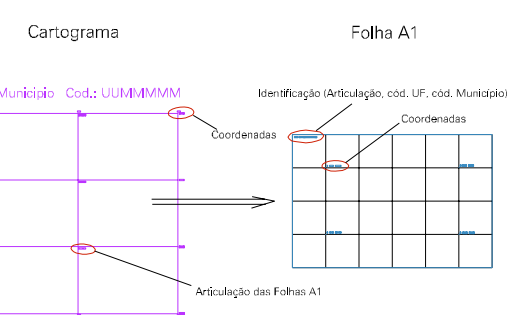 Cartograma
Folha A1
Municipio Cod.: UUMMMMM
Identificação (Articulação, cód. UF, cód. Município)
Coordenadas
Coordenadas
Articulação das Folhas A1